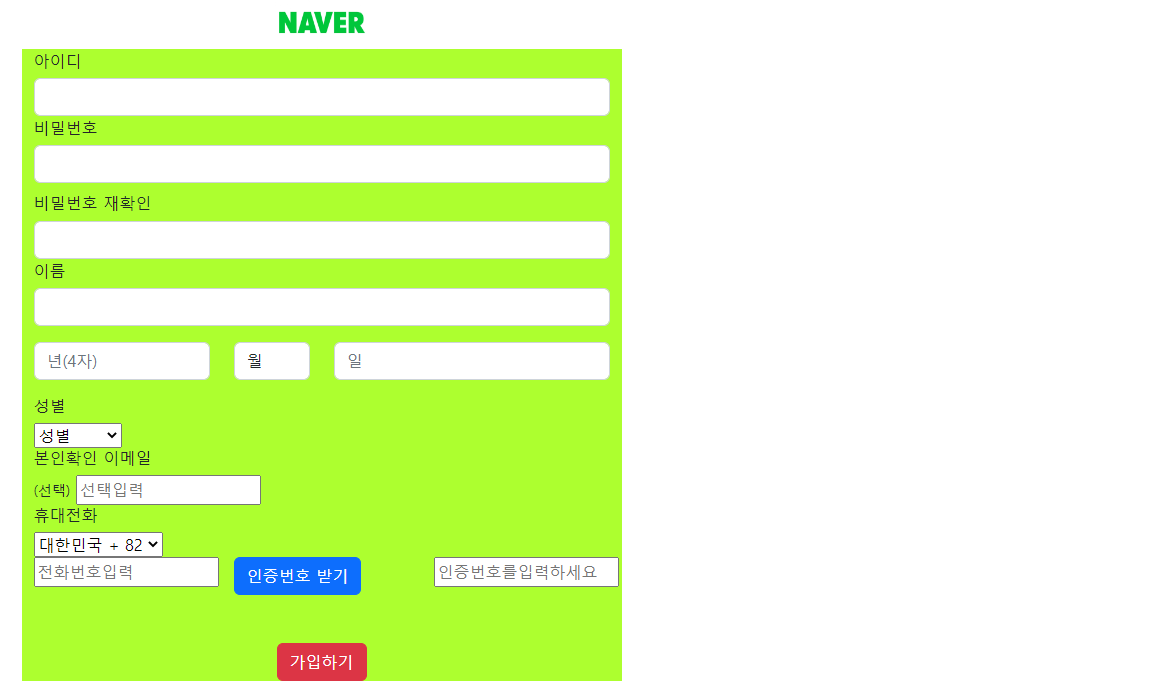 NAVER
아이디
비밀번호
비밀번호 재확인
이름
년(4자) 월 일
성별
성별
본인확인 이메일
(선택) 선택입력
휴대전화
대한민국 + 82
전화번호입력 인증번호 받기 인증번호를입력하세요
가입하기